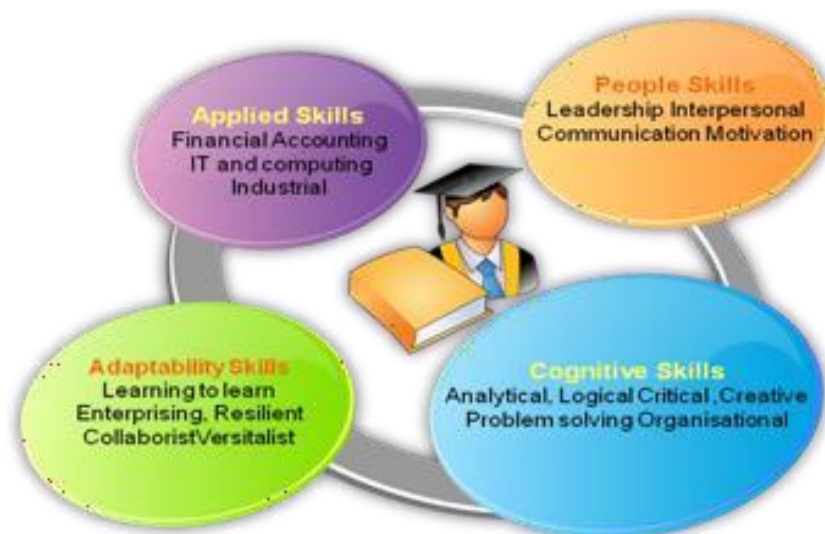 Applied Skills
Financial Accounting
IT and computing
Industrial
People Skills
Leadership Interpersonal
Communication Motivation
Adaptability Skills
Learning to learn
Enterprising, Resilient
CollaboristVersitalist
Cognitive Skills
Analytical, Logical Critical ,Creative
Problem solving Organisational